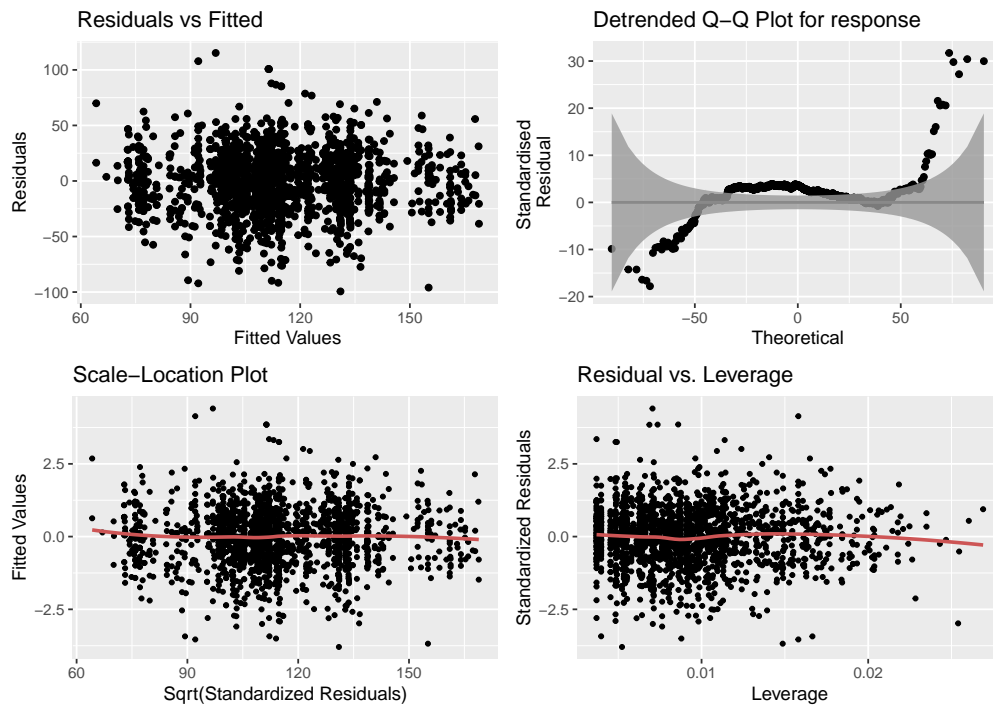 Residuals vs Fitted
100
50
0
−50
−100
Residuals
60
90
120
150
Fitted Values
Detrended Q−Q Plot for response
30
20
10
0
−10
−20
Standardised
Residual
−50
0
50
Theoretical
Scale−Location Plot
2.5
0.0
−2.5
Fitted Values
60
90
120
150
Sqrt(Standardized Residuals)
Residual vs. Leverage
2.5
0.0
−2.5
Standardized Residuals
0.01
0.02
Leverage